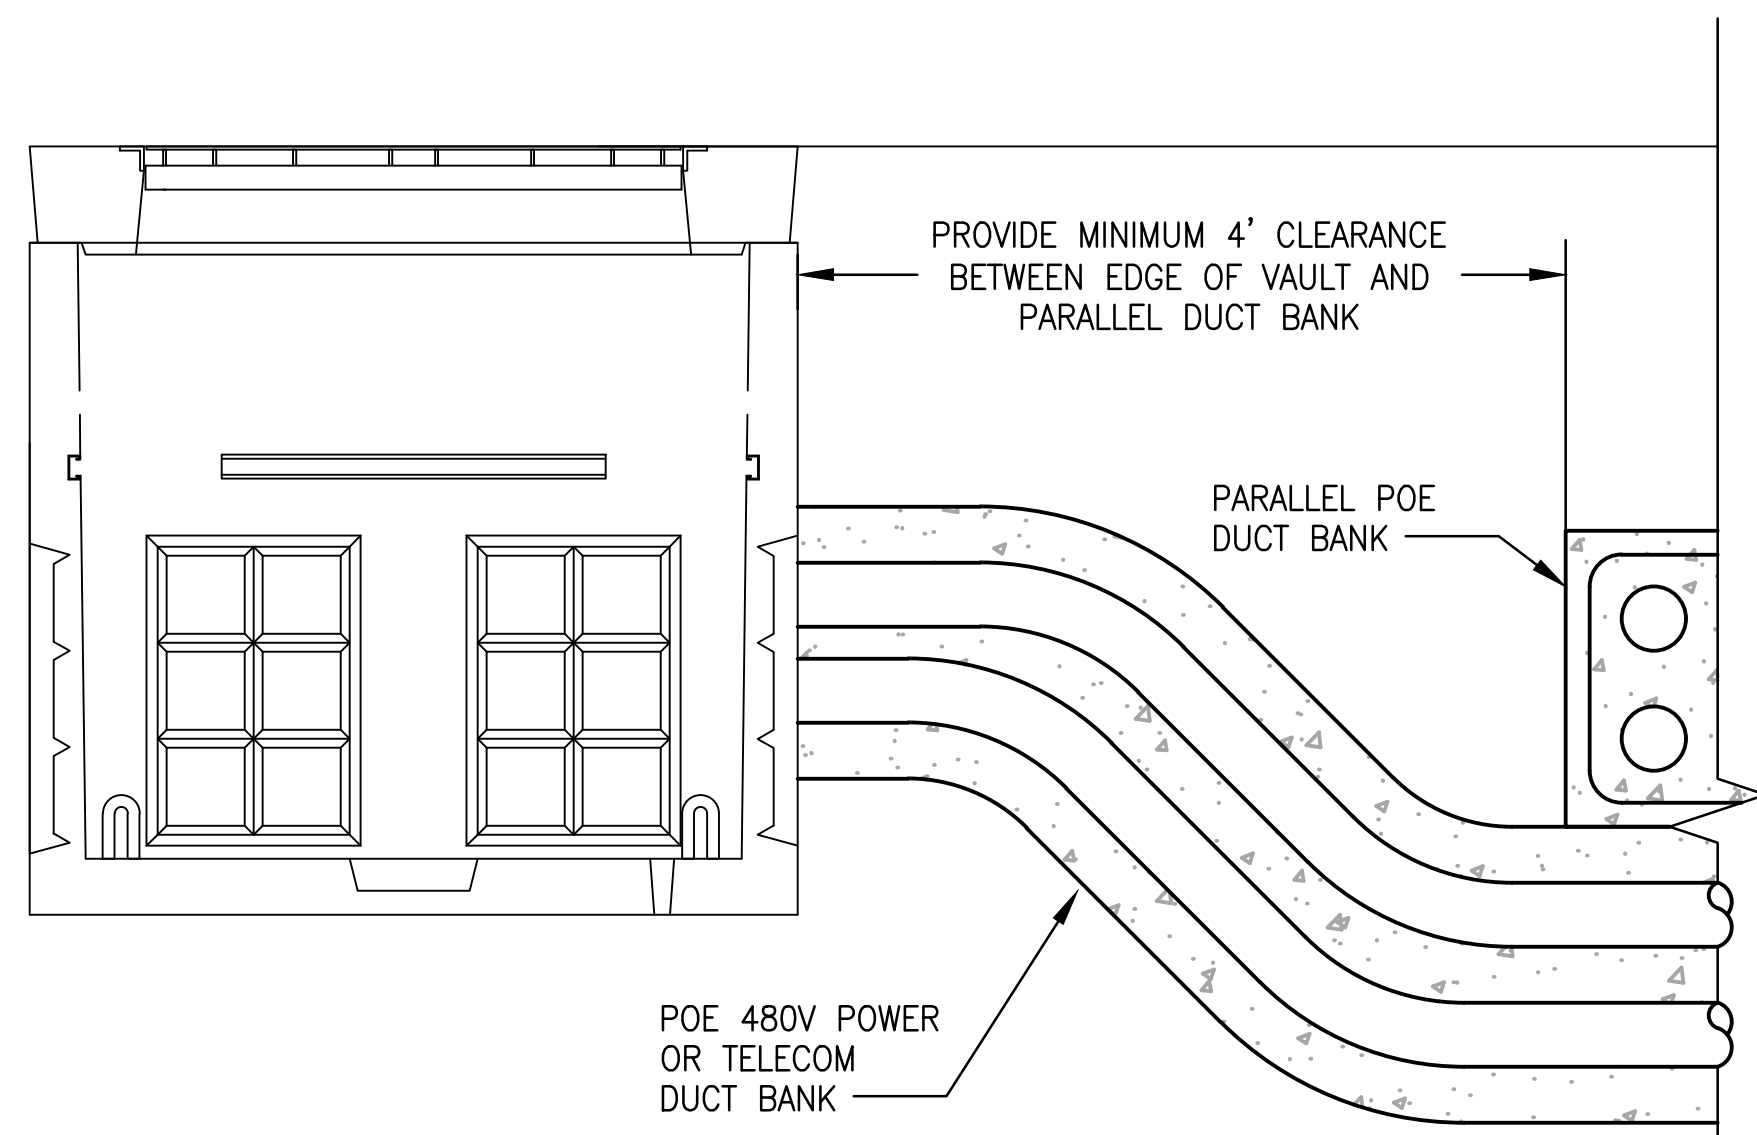 PROVIDE MINIMUM 4' CLEARANCE
BETWEEN EDGE OF VAULT AND
PARALLEL DUCT BANK
PARALLEL POE
DUCT BANK
POE 480V POWER
OR TELECOM
DUCT BANK